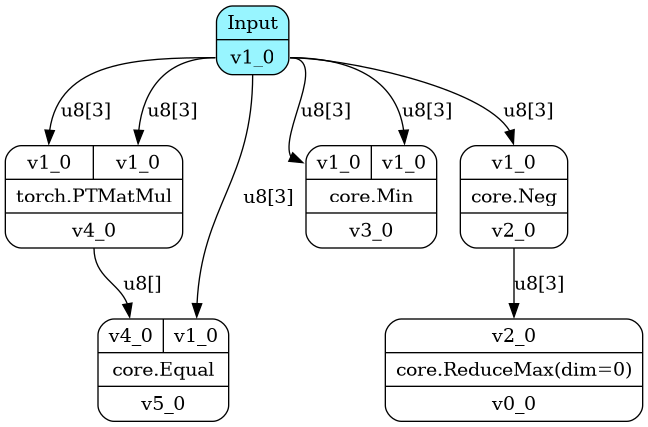 Input
v1_0
u8[3] u8[3] u8[3] u8[3] u8[3]
v1_0 v1_0
torch.PTMatMul
v4_0
v1_0 v1_0
core.Min
v3_0
v1_0
core.Neg
v2_0
u8[3]
u8[]
u8[3]
v4_0 v1_0
core.Equal
v5_0
v2_0
core.ReduceMax(dim=0)
v0_0